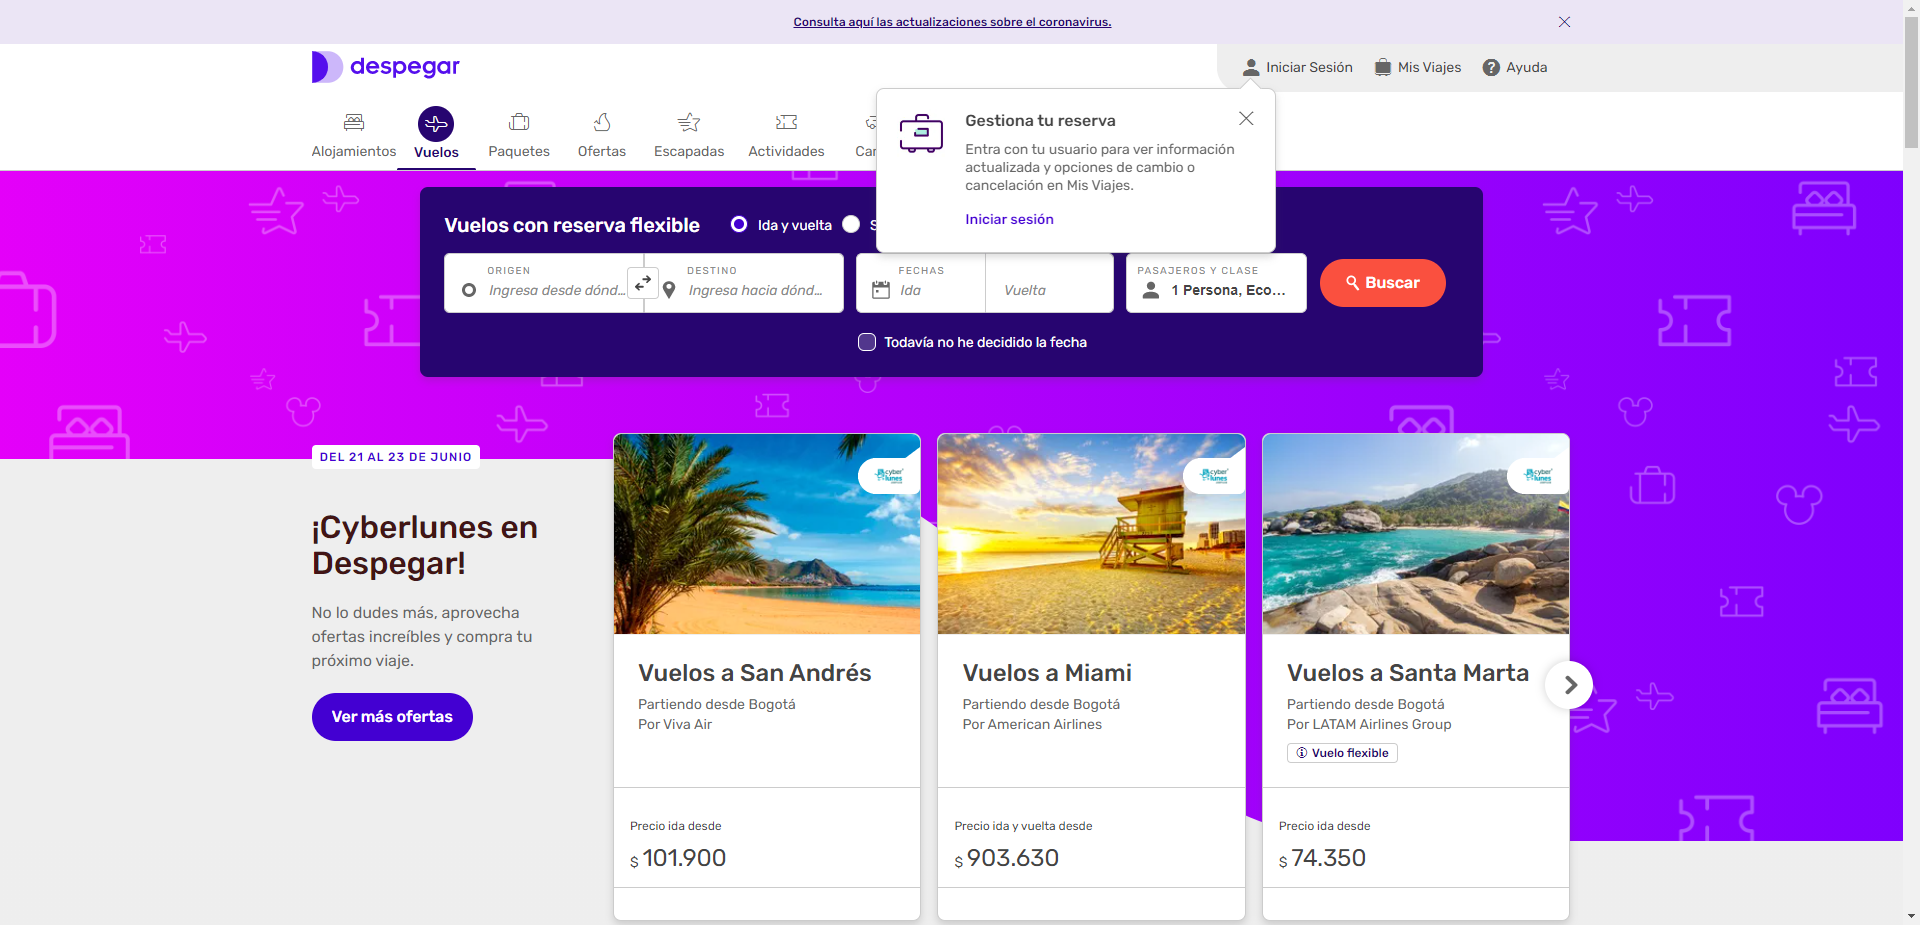 Consulta aquí las actualizaciones sobre el coronavirus.
despegar
Iniciar Sesión
Mis Viajes
Ayuda
Alojamientos
Vuelos
Paquetes
Ofertas
Escapadas
Actividades
Gestiona tu reserva
Entra con tu usuario para ver información
actualizada y opciones de cambio o
cancelación en Mis Viajes.
Iniciar sesión
Vuelos con reserva flexible
Ida y vuelta
ORIGEN
Ingresa desde dónd...
DESTINO
Ingresa hacia dónd...
FECHAS
Ida
Vuelta
PASAJEROS Y CLASE
1 Persona, Eco...
Buscar
Todavía no he decidido la fecha
DEL 21 AL 23 DE JUNIO
¡Cyberlunes en
Despegar!
No lo dudes más, aprovecha
ofertas increíbles y compra tu
próximo viaje.
Ver más ofertas
cyber
lunes
Vuelos a San Andrés
Partiendo desde Bogotá
Por Viva Air
Precio ida desde
$ 101.900
cyber
lunes
Vuelos a Miami
Partiendo desde Bogotá
Por American Airlines
Precio ida y vuelta desde
$ 903.630
cyber
lunes
Vuelos a Santa Marta
Partiendo desde Bogotá
Por LATAM Airlines Group
Vuelo flexible
Precio ida desde
$ 74.350